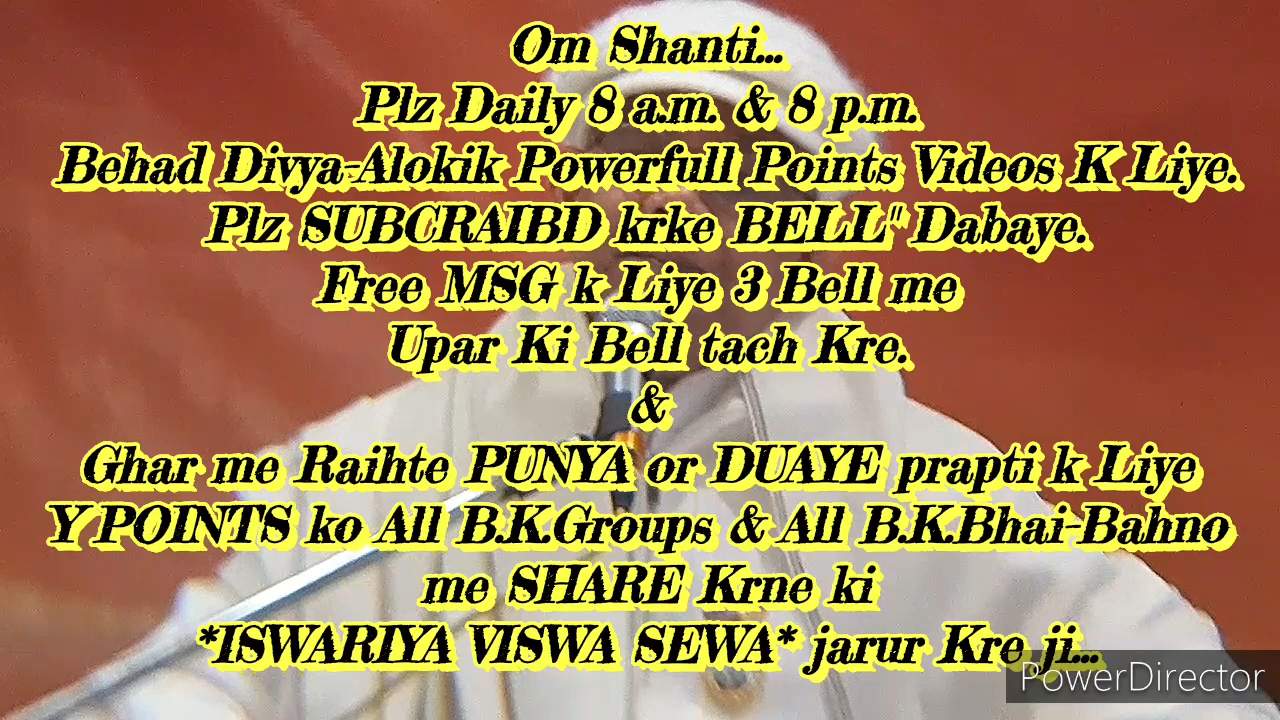 Om Shanti...
Plz Daily 8 a.m. & 8 p.m.
Behad Divya-Alokik Powerfull Points Videos K Liye.
Plz SUBCRAIBD krke BELL" Dabaye.
Free MSG k Liye 3 Bell me
Upar Ki Bell tach Kre.
&
Ghar me Raihte PUNYA or DUAYE prapti k Liye
Y POINTS ko All B.K.Groups & All B.K.Bhai-Bahno
me SHARE Krne ki
*ISWARIYA VISWA SEWA* jarur Kre ji...
PowerDirector